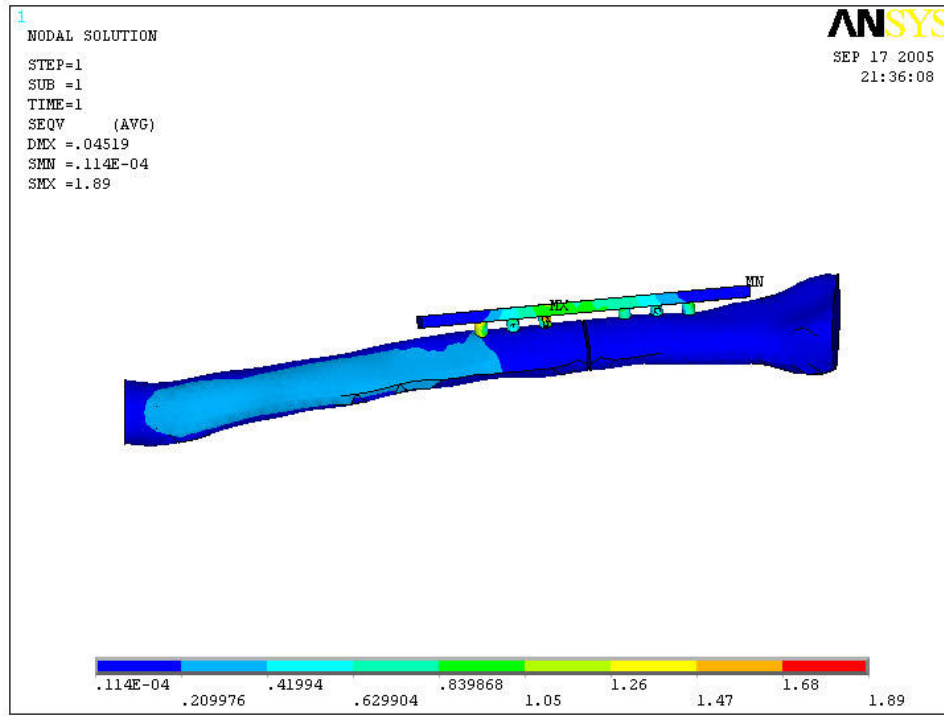 1
NODAL SOLUTION
STEP=1
SUB =1
TIME=1
SEQV (AVG)
DMX =.04519
SMN =.114E-04
SMX =1.89
ANSYS
SEP 17 2005
21:36:08
MN
MX
.114E-04 .41994 .839868 1.26 1.68
.209976 .629904 1.05 1.47 1.89